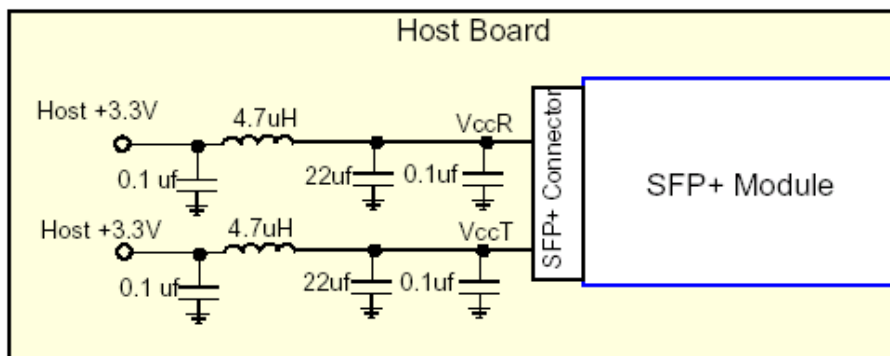 Host Board
Host +3.3V
4.7uH
VccR
0.1 uf
22uf
0.1uf
Host +3.3V
4.7uH
VccT
0.1 uf
22uf
0.1uf
SFP+ Connector
SFP+ Module